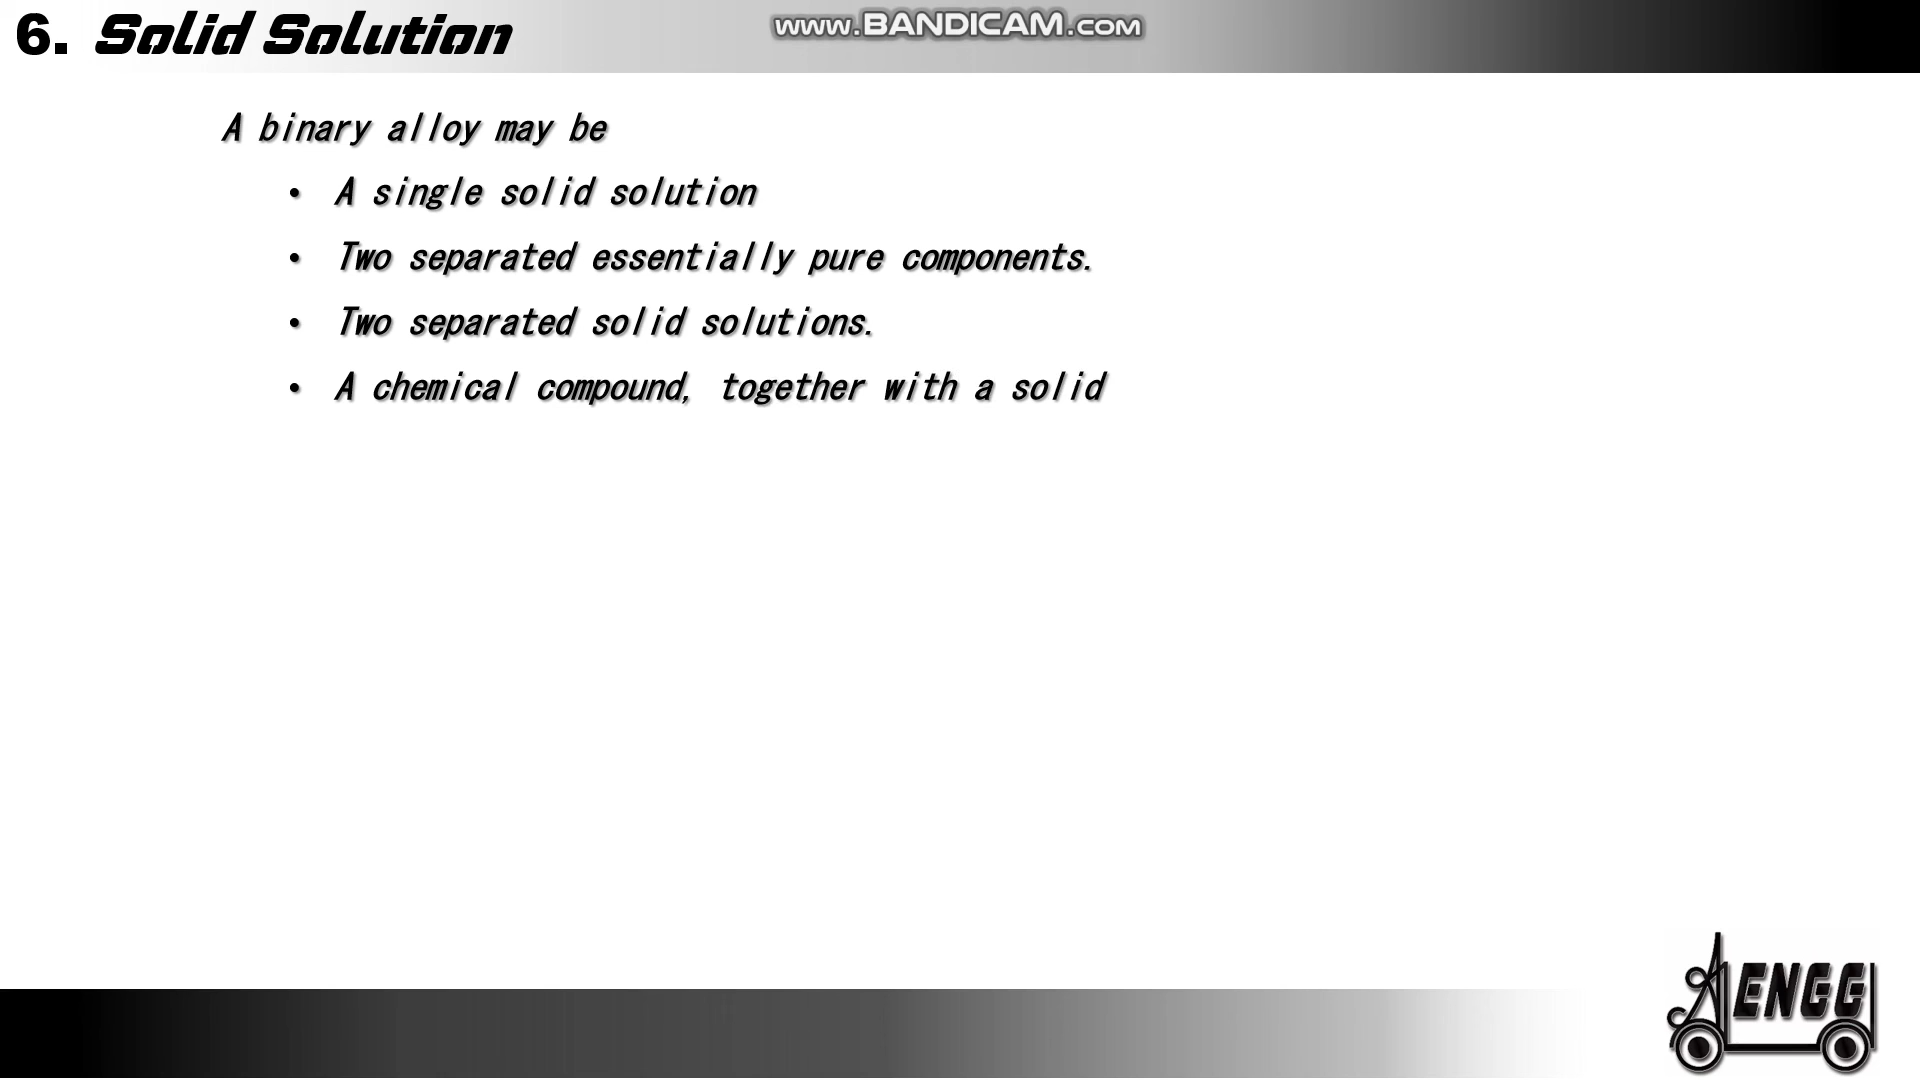 6. Solid Solution
www.BANDICAM.com
A binary alloy may be
• A single solid solution
• Two separated essentially pure components.
• Two separated solid solutions.
• A chemical compound, together with a solid
ENGG